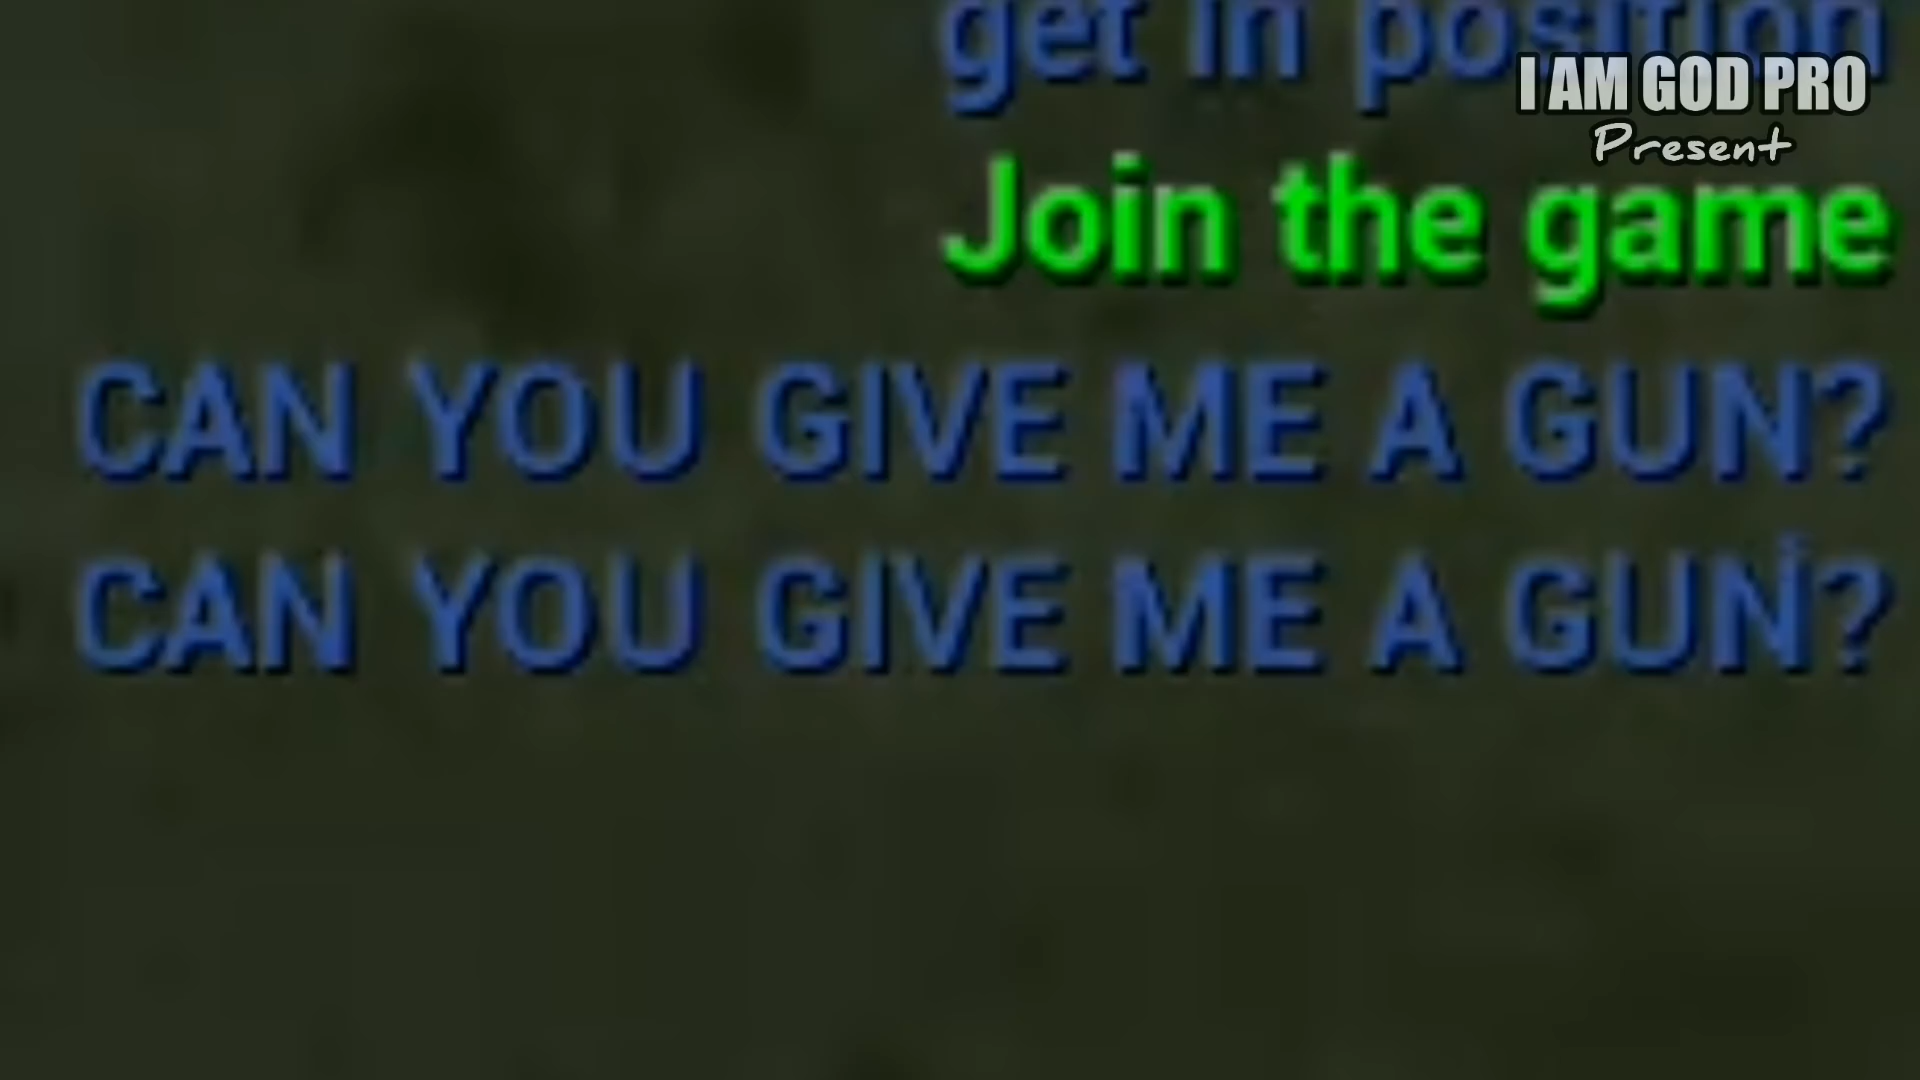 get in position
I AM GOD PRO
Present
Join the game
CAN YOU GIVE ME A GUN?
CAN YOU GIVE ME A GUN?